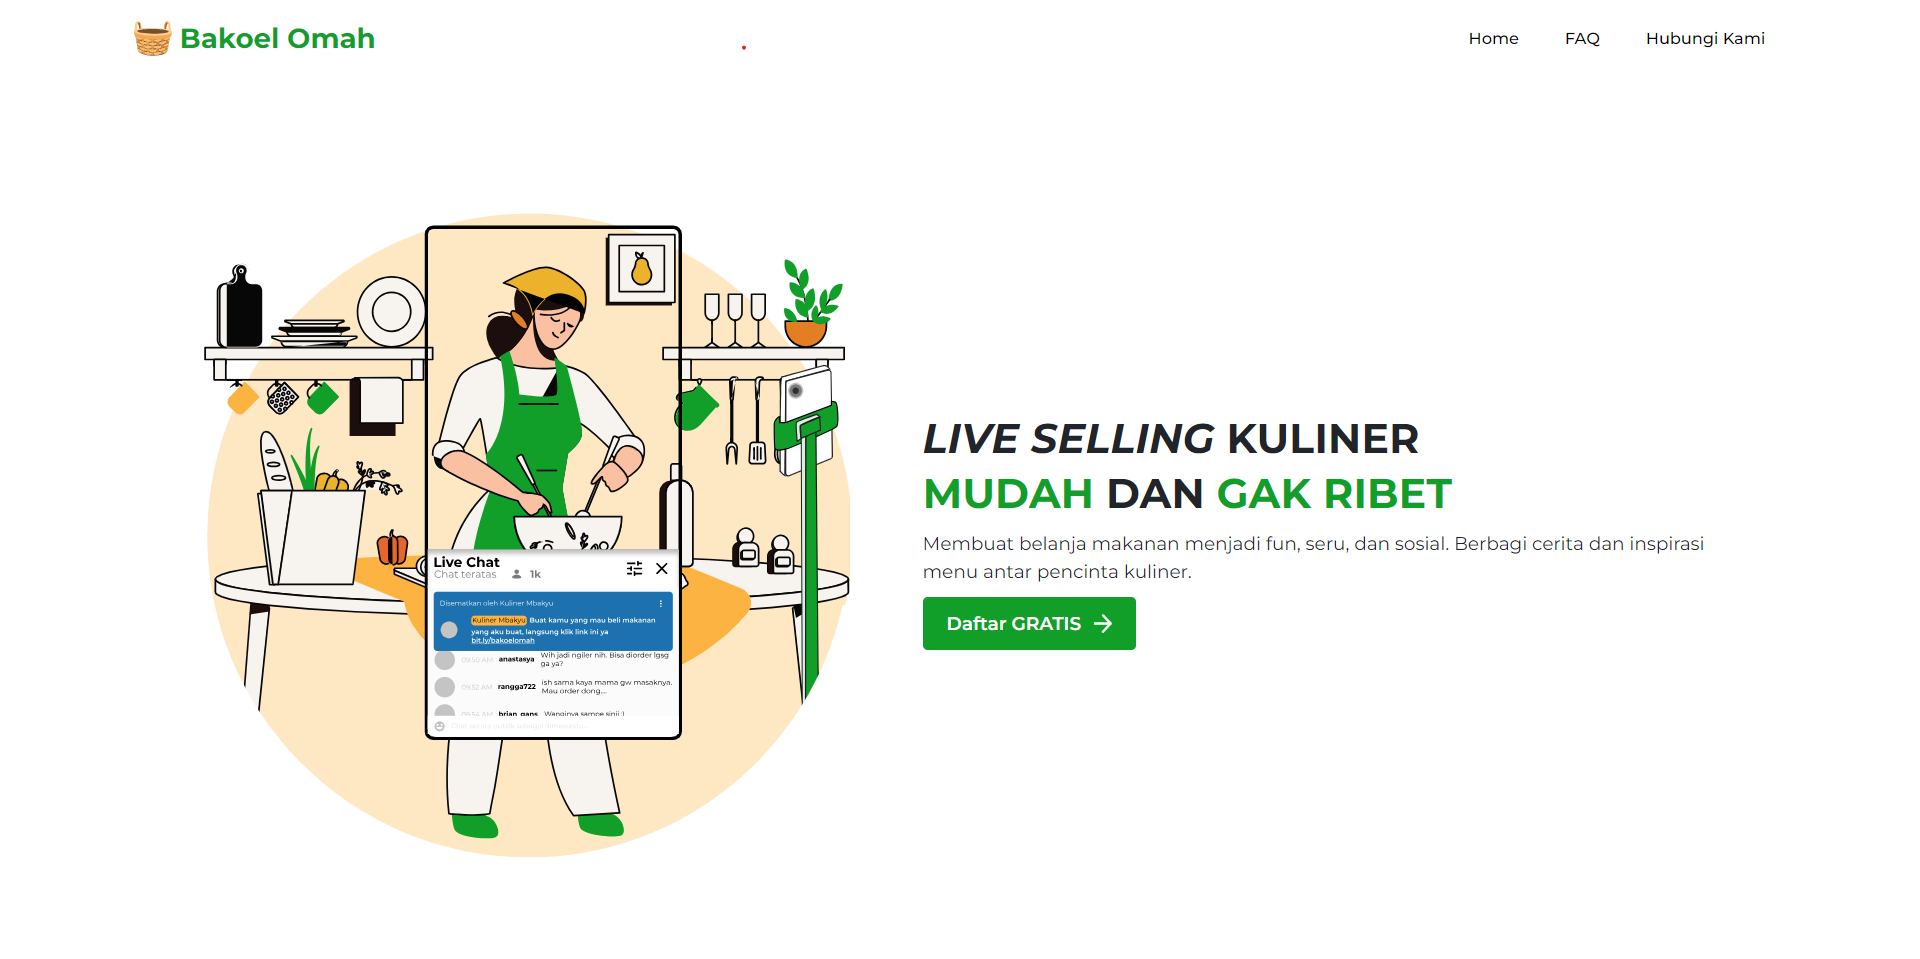 Bakoel Omah
Home
FAQ
Hubungi Kami
LIVE SELLING KULINER
MUDAH DAN GAK RIBET
Membuat belanja makanan menjadi fun, seru, dan sosial. Berbagi cerita dan inspirasi
menu antar pencinta kuliner.
Daftar GRATIS
Live Chat
Chat teratas 1k
Disematkan oleh Kuliner Mbakyu
Kuliner Mbakyu Buat kamu yang mau beli makanan
yang aku buat, langsung klik link ini ya
bit.ly/bakoelomah
09:50 AM anastasya Wih jadi ngiler nih. Bisa diorder lgsg
ga ya?
09:52 AM rangga722 ish sama kaya mama gw masaknya.
Mau order dong...
09:54 AM brian_gans Wanginya sampe sini! :)